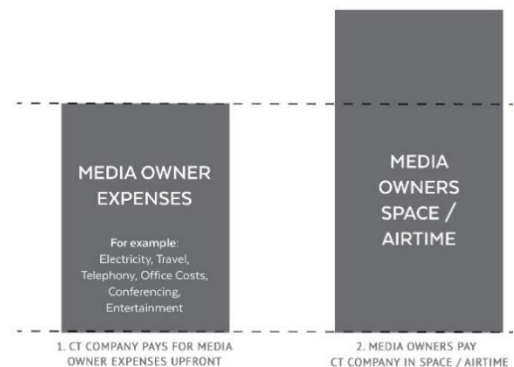 MEDIA OWNER
EXPENSES
For example:
Electricity, Travel,
Telephony, Office Costs,
Conferencing,
Entertainment
1. CT COMPANY PAYS FOR MEDIA
OWNER EXPENSES UPFRONT
MEDIA
OWNERS
SPACE /
AIRTIME
2. MEDIA OWNERS PAY
CT COMPANY IN SPACE / AIRTIME